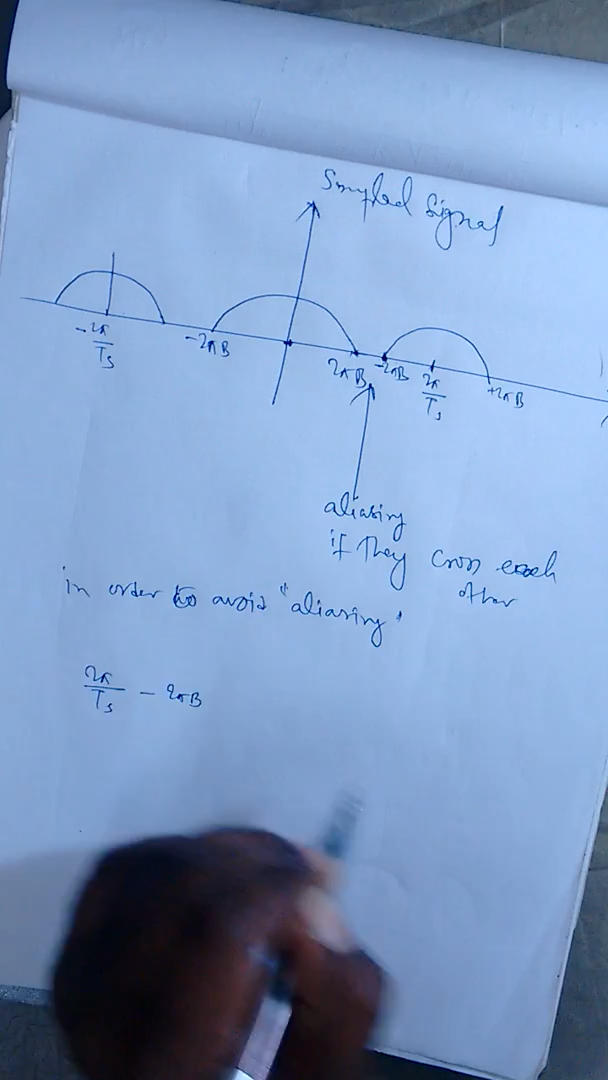 Sampled Signal
-2π/Ts
-2πB
2πB
-2πB
2π/Ts
+2πB
aliasing
if they cross each
other
in order to avoid "aliasing"
2π/Ts - 2πB